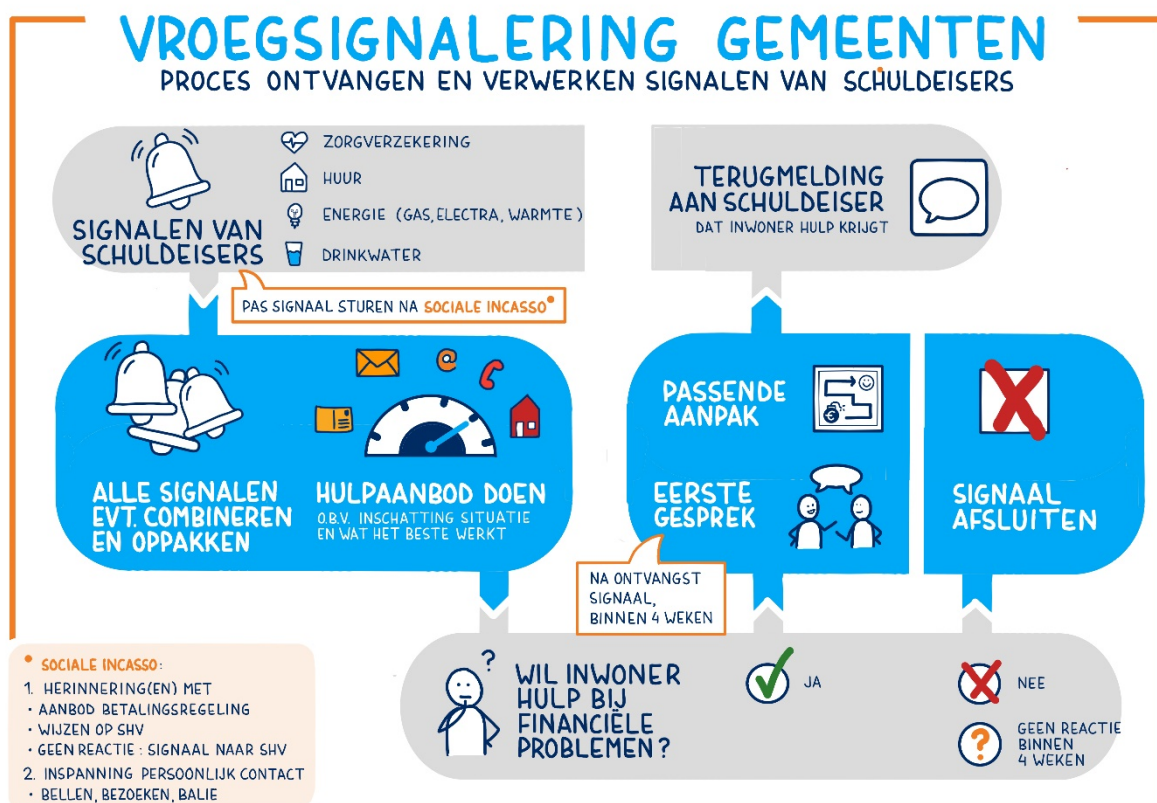 VROEGSIGNALERING GEMEENTEN
PROCES ONTVANGEN EN VERWERKEN SIGNALEN VAN SCHULDEISERS
SIGNALEN VAN
SCHULDEISERS
ZORGVERZEKERING
HUUR
ENERGIE (GAS, ELECTRA, WARMTE)
DRINKWATER
PAS SIGNAAL STUREN NA SOCIALE INCASSO•
TERUGMELDING
AAN SCHULDEISER
DAT INWONER HULP KRIJGT
ALLE SIGNALEN
EVT. COMBINEREN
EN OPPAKKEN
@
HULPAANBOD DOEN
O.B.V. INSCHATTING SITUATIE
EN WAT HET BESTE WERKT
PASSENDE
AANPAK
€
EERSTE
GESPREK
SIGNAAL
AFSLUITEN
NA ONTVANGST
SIGNAAL,
BINNEN 4 WEKEN
?
WIL INWONER
HULP BIJ
FINANCIËLE
PROBLEMEN?
JA
NEE
?
GEEN REACTIE
BINNEN
4 WEKEN
• SOCIALE INCASSO:
1. HERINNERING(EN) MET
• AANBOD BETALINGSREGELING
• WIJZEN OP SHV
• GEEN REACTIE: SIGNAAL NAAR SHV
2. INSPANNING PERSOONLIJK CONTACT
• BELLEN, BEZOEKEN, BALIE